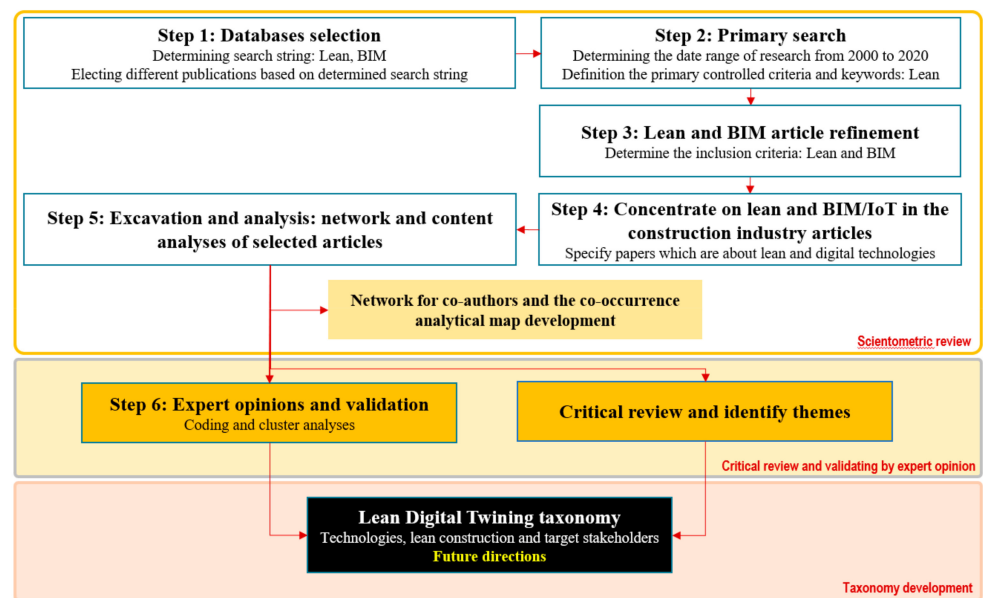 Step 1: Databases selection
Determining search string: Lean, BIM
Electing different publications based on determined search string
Step 2: Primary search
Determining the date range of research from 2000 to 2020
Definition the primary controlled criteria and keywords: Lean
Step 3: Lean and BIM article refinement
Determine the inclusion criteria: Lean and BIM
Step 4: Concentrate on lean and BIM/IoT in the
construction industry articles
Specify papers which are about lean and digital technologies
Step 5: Excavation and analysis: network and content
analyses of selected articles
Network for co-authors and the co-occurrence
analytical map development
Scientometric review
Step 6: Expert opinions and validation
Coding and cluster analyses
Critical review and identify themes
Critical review and validating by expert opinion
Lean Digital Twining taxonomy
Technologies, lean construction and target stakeholders
Future directions
Taxonomy development